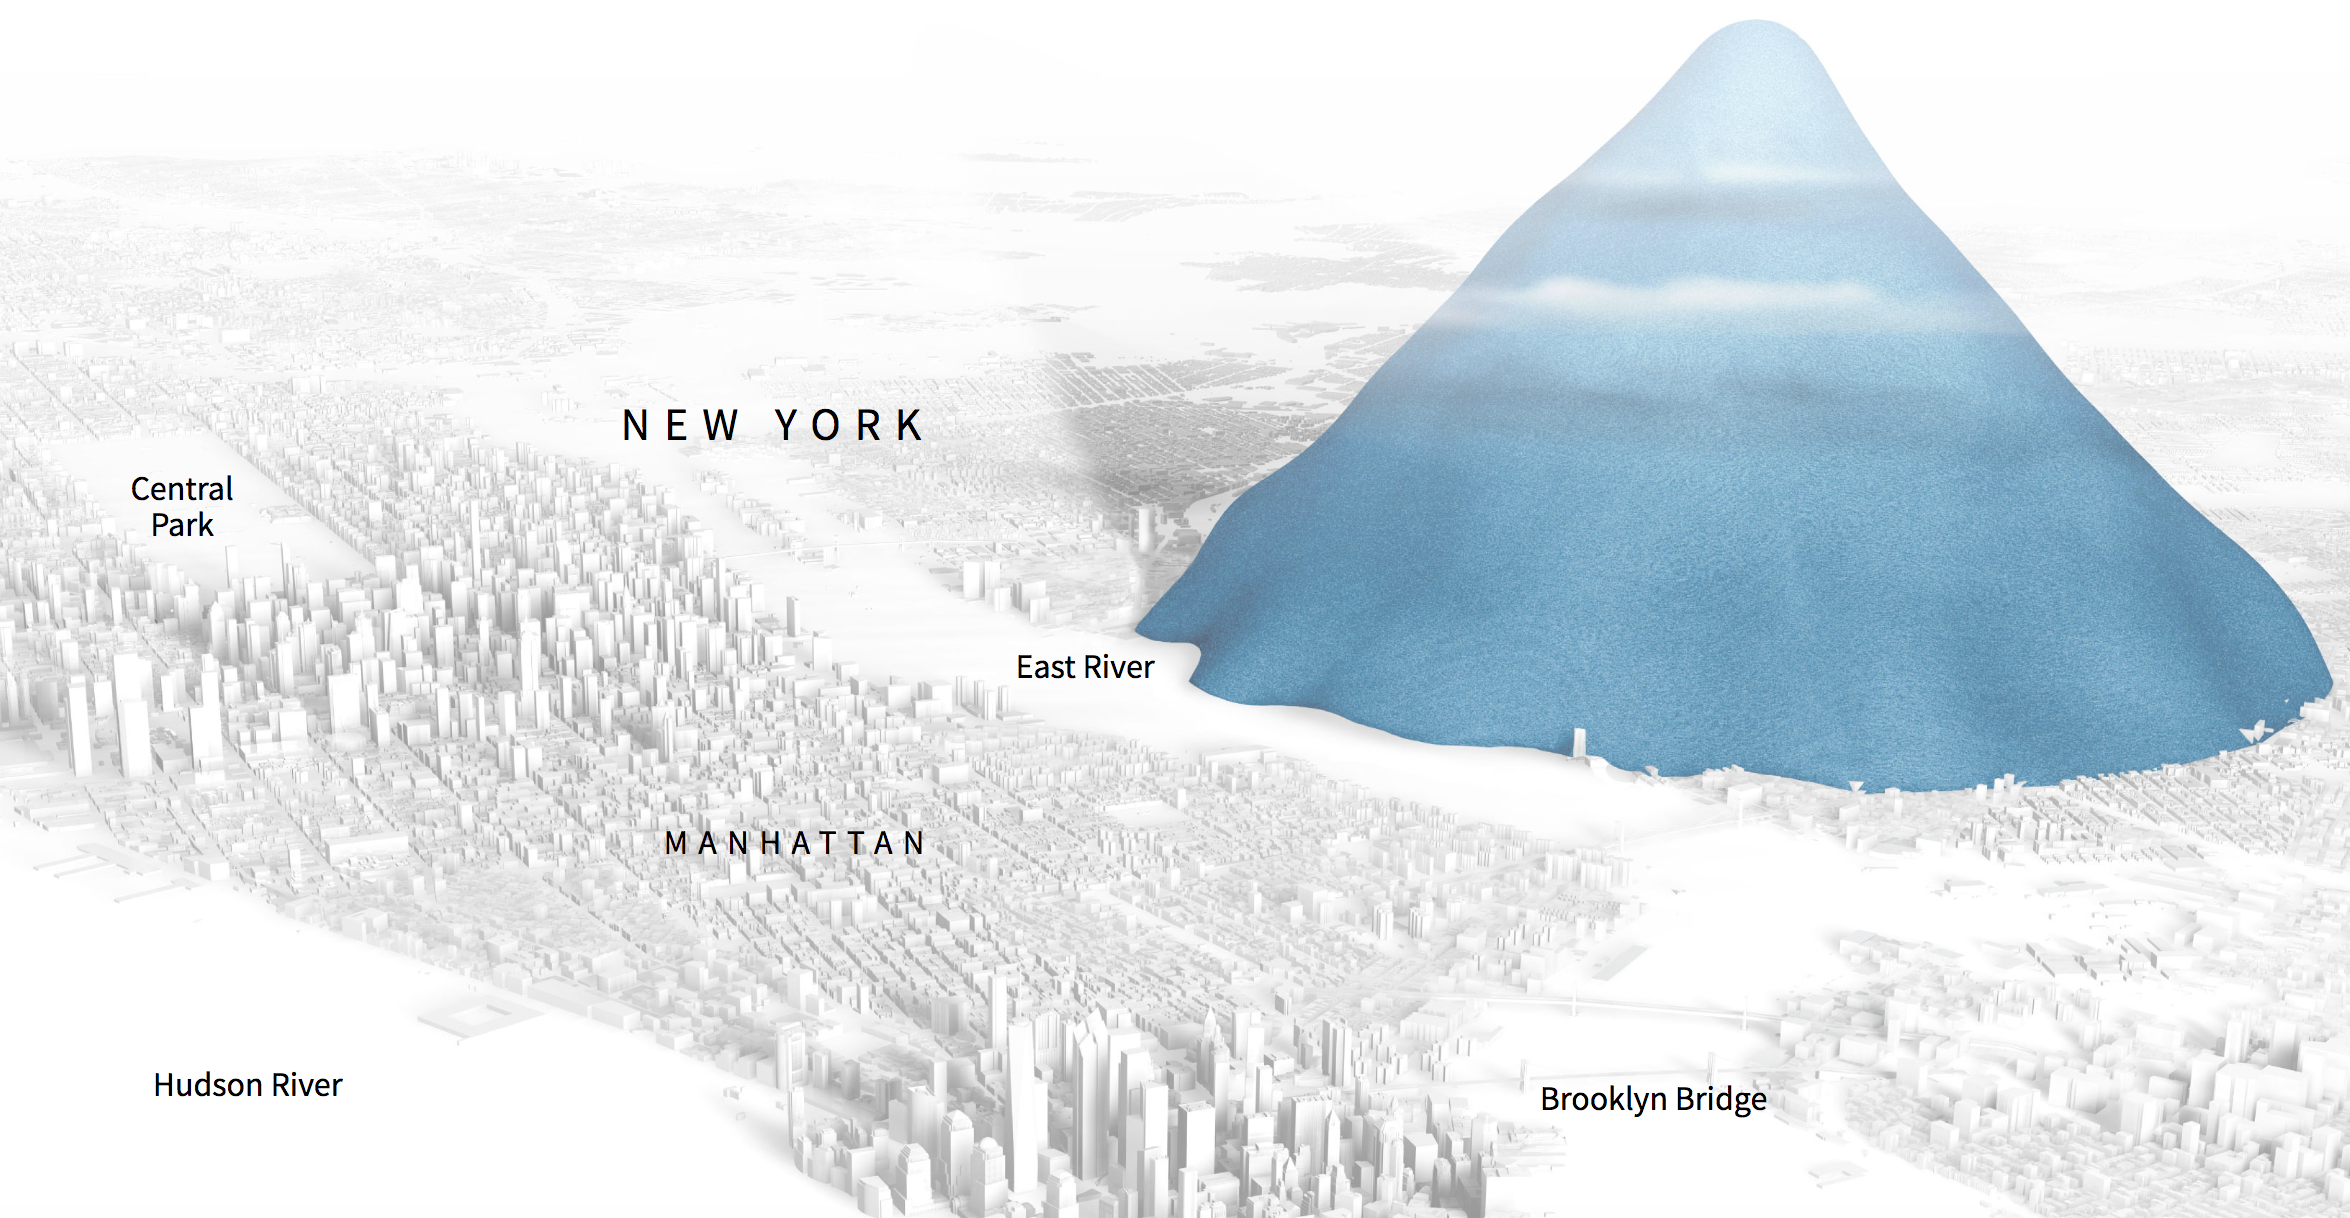 NEW YORK
Central
Park
East River
MANHATTAN
Hudson River
Brooklyn Bridge